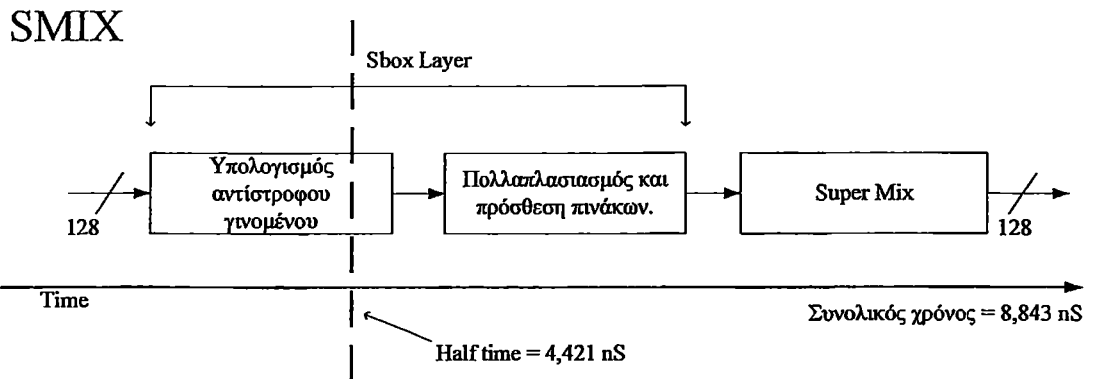 SMIX
Sbox Layer
Υπολογισμός
αντίστροφου
γινομένου
Πολλαπλασιασμός και
πρόσθεση πινάκων.
Super Mix
128
128
Time
Συνολικός χρόνος = 8,843 nS
Half time = 4,421 nS